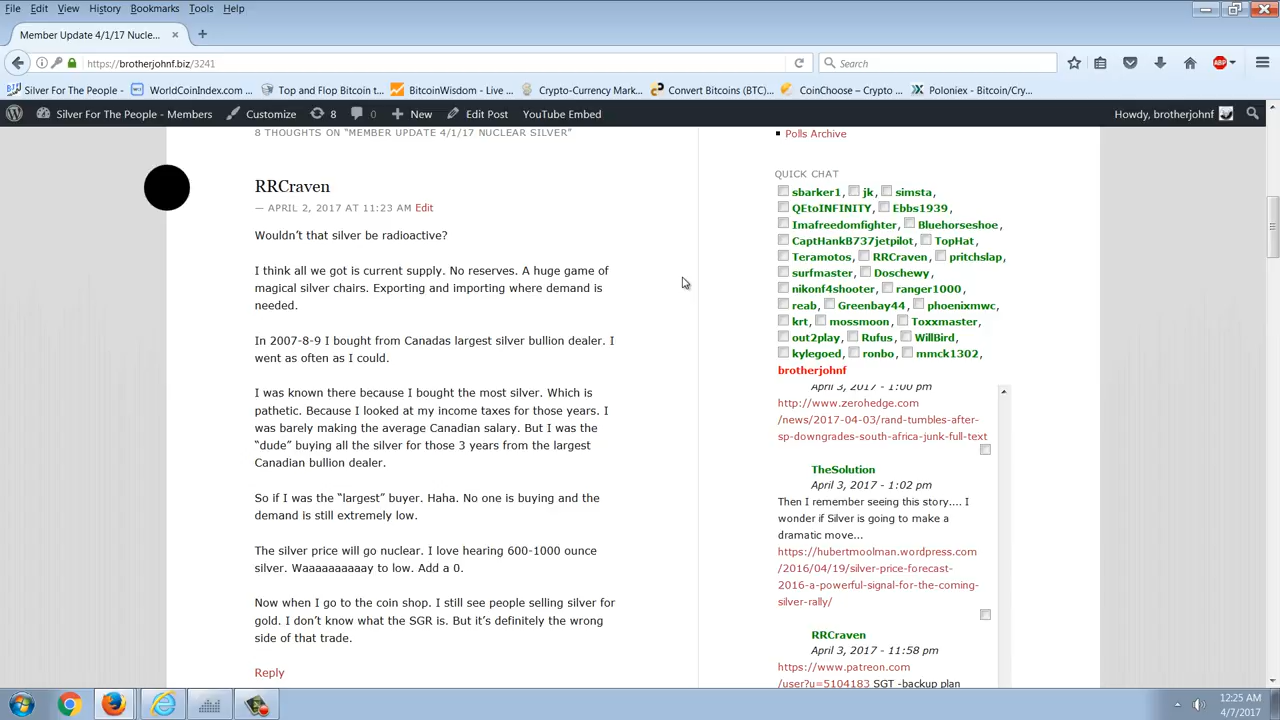 File Edit View History Bookmarks Tools Help
Member Update 4/1/17 Nucle...
https://brotherjohnf.biz/3241
Search
ABP
Silver For The People - ... WorldCoinIndex.com ... Top and Flop Bitcoin t... BitcoinWisdom - Live ... Crypto-Currency Mark... Convert Bitcoins (BTC)... CoinChoose – Crypto ... Poloniex - Bitcoin/Cry...
Silver For The People - Members Customize 8 0 New Edit Post YouTube Embed Howdy, brotherjohnf
8 THOUGHTS ON “MEMBER UPDATE 4/1/17 NUCLEAR SILVER”
RRCraven
— APRIL 2, 2017 AT 11:23 AM Edit
Wouldn’t that silver be radioactive?
I think all we got is current supply. No reserves. A huge game of
magical silver chairs. Exporting and importing where demand is
needed.
In 2007-8-9 I bought from Canadas largest silver bullion dealer. I
went as often as I could.
I was known there because I bought the most silver. Which is
pathetic. Because I looked at my income taxes for those years. I
was barely making the average Canadian salary. But I was the
“dude” buying all the silver for those 3 years from the largest
Canadian bullion dealer.
So if I was the “largest” buyer. Haha. No one is buying and the
demand is still extremely low.
The silver price will go nuclear. I love hearing 600-1000 ounce
silver. Waaaaaaaaaay to low. Add a 0.
Now when I go to the coin shop. I still see people selling silver for
gold. I don’t know what the SGR is. But it’s definitely the wrong
side of that trade.
Reply
Polls Archive
QUICK CHAT
sbarker1, jk, simsta,
QEtoINFINITY, Ebbs1939,
Imafreedomfighter, Bluehorseshoe,
CaptHankB737jetpilot, TopHat,
Teramotos, RRCraven, pritchslap,
surfmaster, Doschewy,
nikonf4shooter, ranger1000,
reab, Greenbay44, phoenixmwc,
krt, mossmoon, Toxxmaster,
out2play, Rufus, WillBird,
kylegoed, ronbo, mmck1302,
brotherjohnf
April 3, 2017 - 1:00 pm
http://www.zerohedge.com
/news/2017-04-03/rand-tumbles-after-
sp-downgrades-south-africa-junk-full-text
TheSolution
April 3, 2017 - 1:02 pm
Then I remember seeing this story.... I
wonder if Silver is going to make a
dramatic move...
https://hubertmoolman.wordpress.com
/2016/04/19/silver-price-forecast-
2016-a-powerful-signal-for-the-coming-
silver-rally/
RRCraven
April 3, 2017 - 11:58 pm
https://www.patreon.com
/user?u=5104183 SGT -backup plan
12:25 AM
4/7/2017